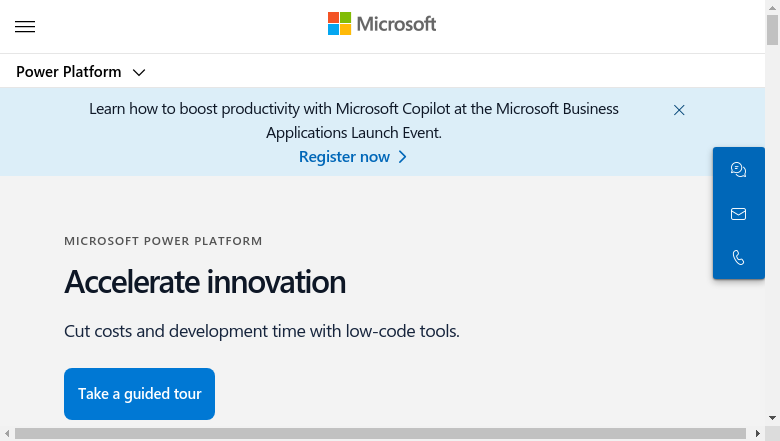 Microsoft
Power Platform
Learn how to boost productivity with Microsoft Copilot at the Microsoft Business
Applications Launch Event.
Register now
MICROSOFT POWER PLATFORM
Accelerate innovation
Cut costs and development time with low-code tools.
Take a guided tour